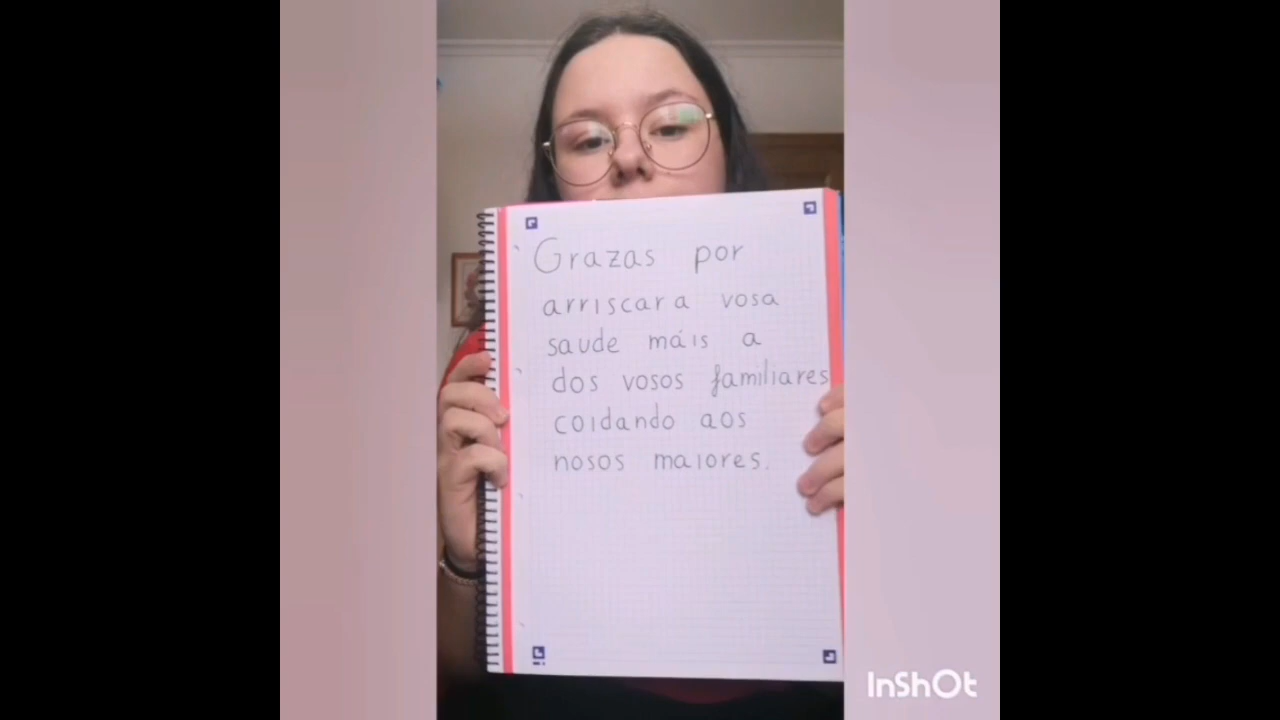 Grazas por
arriscar a vosa
saude máis a
dos vosos familiares
coidando aos
nosos maiores.
InShOt